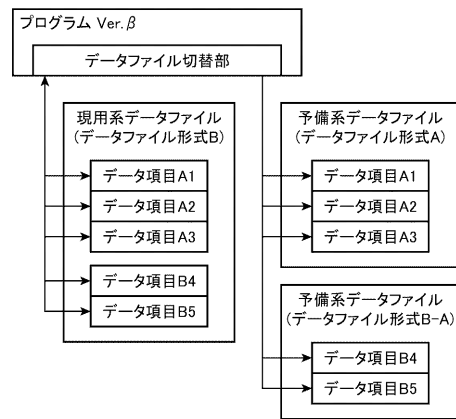 プログラム Ver.β
データファイル切替部
現用系データファイル
(データファイル形式B)
データ項目A1
データ項目A2
データ項目A3
データ項目B4
データ項目B5
予備系データファイル
(データファイル形式A)
データ項目A1
データ項目A2
データ項目A3
予備系データファイル
(データファイル形式B-A)
データ項目B4
データ項目B5